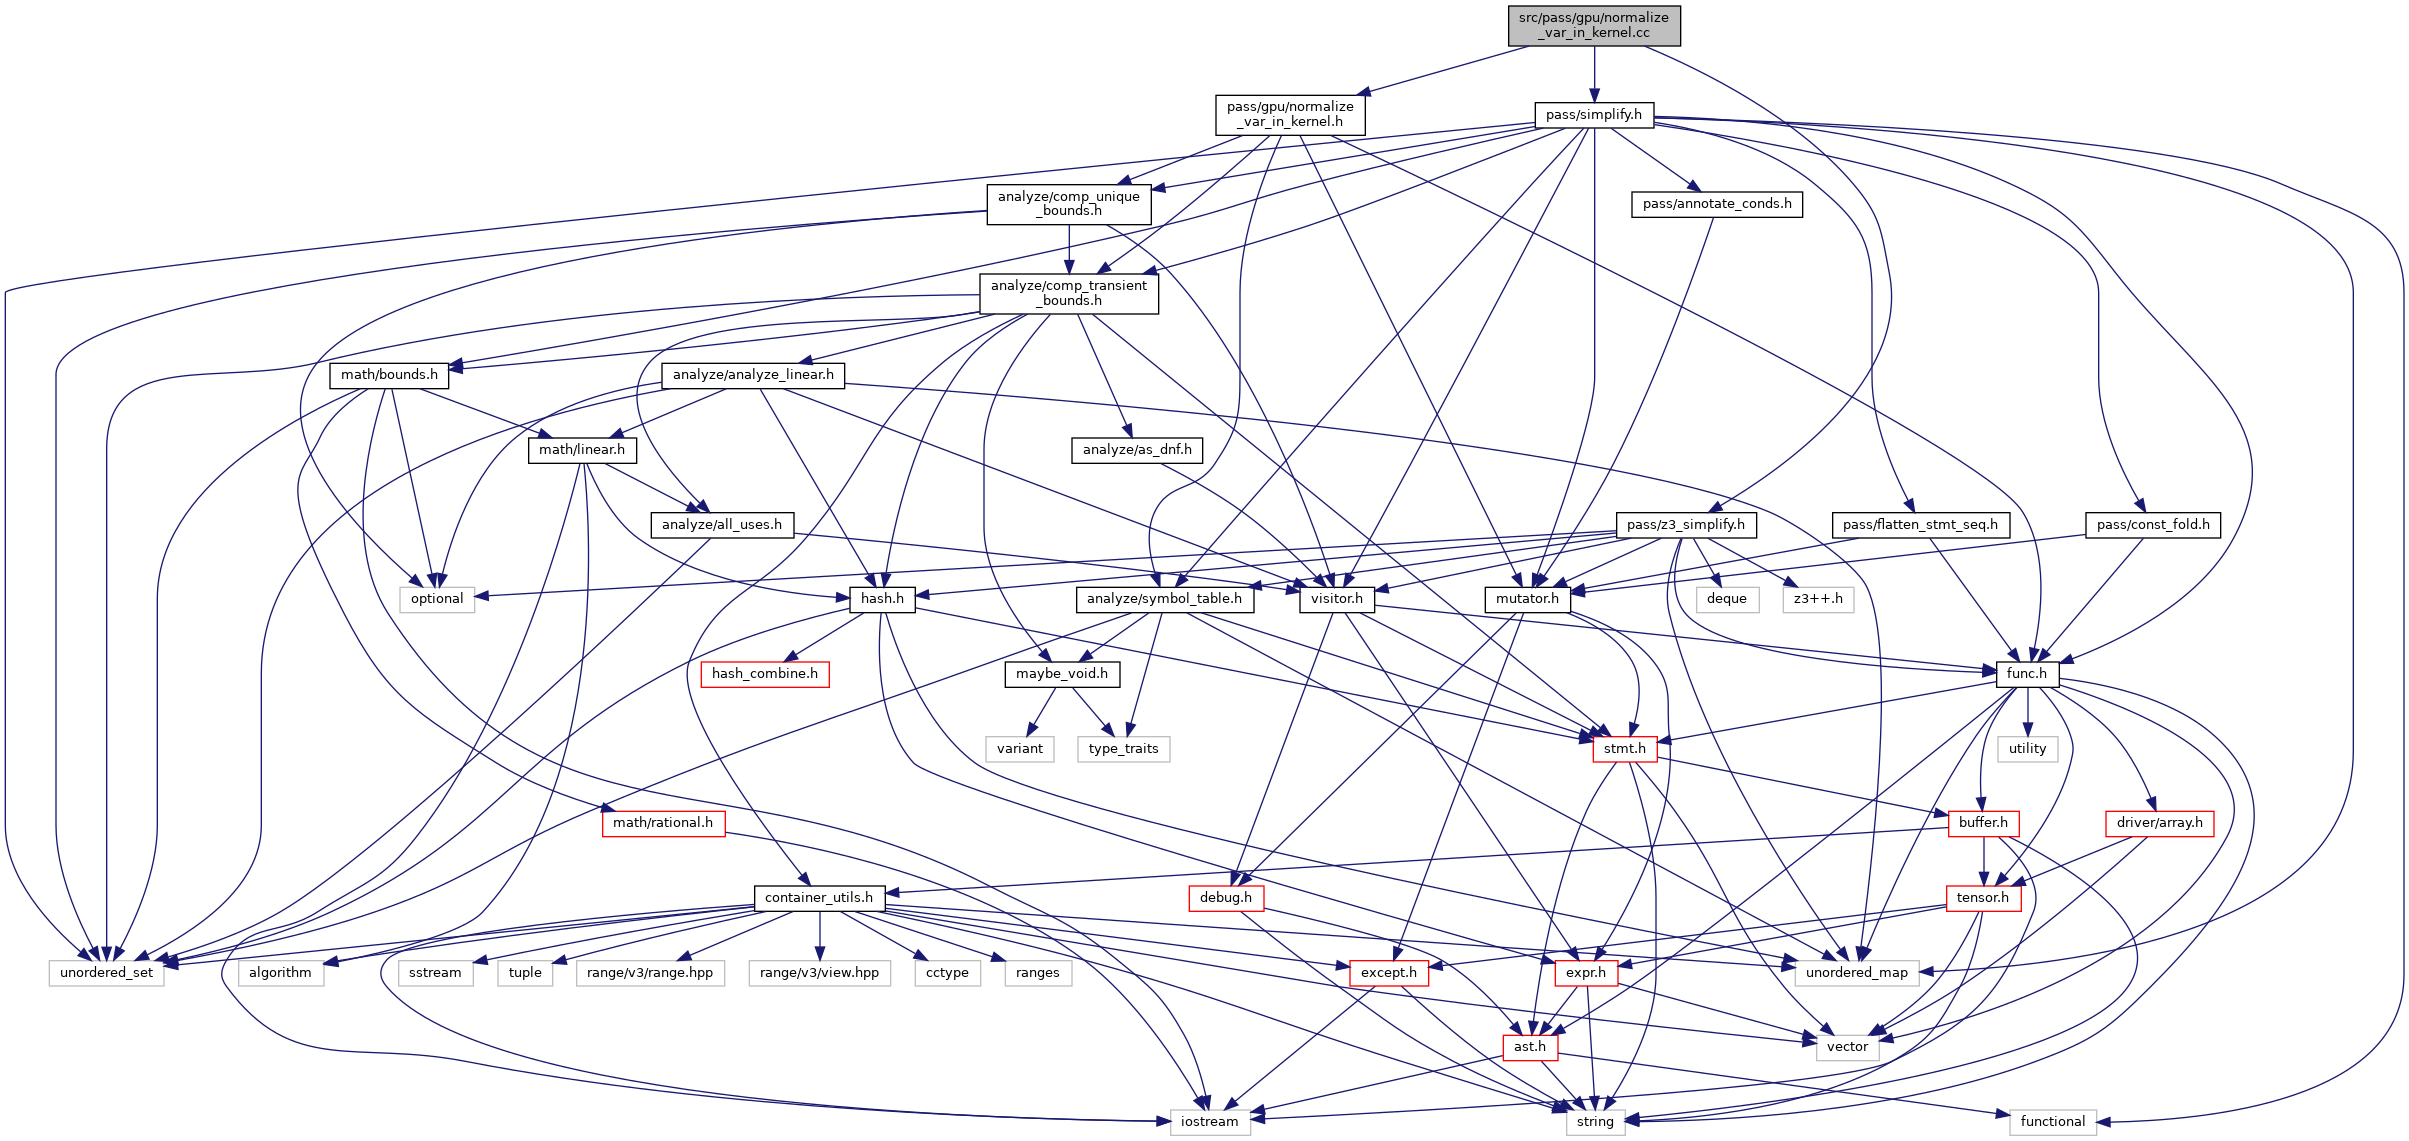 src/pass/gpu/normalize
_var_in_kernel.cc
pass/gpu/normalize
_var_in_kernel.h
pass/simplify.h
analyze/comp_unique
_bounds.h
pass/annotate_conds.h
analyze/comp_transient
_bounds.h
math/bounds.h
analyze/analyze_linear.h
math/linear.h
analyze/as_dnf.h
analyze/all_uses.h
pass/z3_simplify.h
pass/flatten_stmt_seq.h
pass/const_fold.h
optional
hash.h
analyze/symbol_table.h
visitor.h
mutator.h
deque
z3++.h
hash_combine.h
maybe_void.h
func.h
variant
type_traits
stmt.h
utility
math/rational.h
buffer.h
driver/array.h
container_utils.h
debug.h
tensor.h
unordered_set
algorithm
sstream
tuple
range/v3/range.hpp
range/v3/view.hpp
cctype
ranges
except.h
expr.h
unordered_map
ast.h
vector
iostream
string
functional